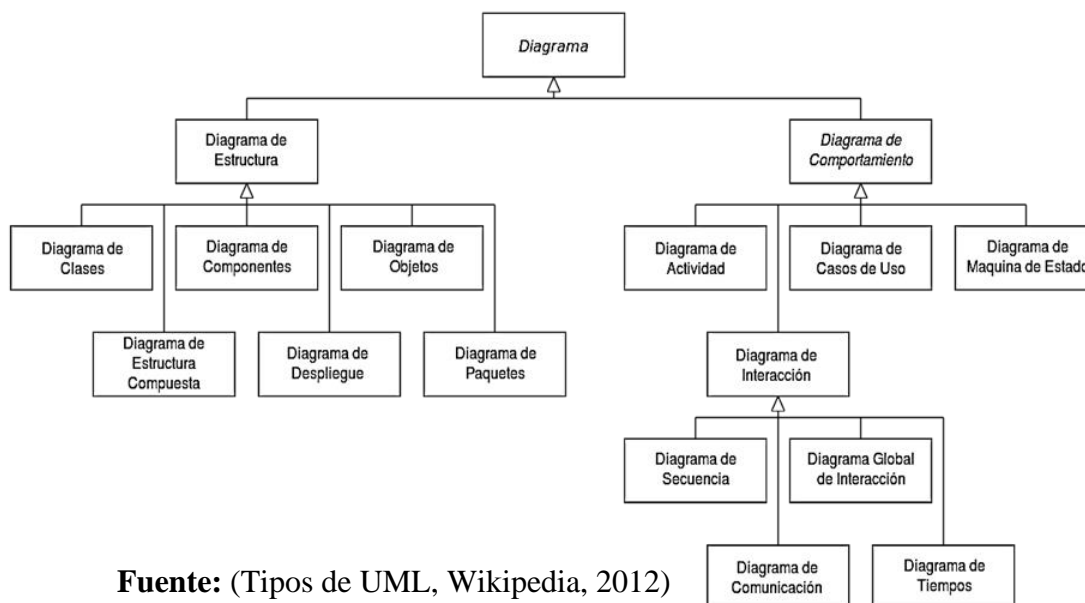 Diagrama
Diagrama de
Estructura
Diagrama de
Comportamiento
Diagrama de
Clases
Diagrama de
Componentes
Diagrama de
Objetos
Diagrama de
Actividad
Diagrama de
Casos de Uso
Diagrama de
Maquina de Estado
Diagrama de
Estructura
Compuesta
Diagrama de
Despliegue
Diagrama de
Paquetes
Diagrama de
Interacción
Diagrama de
Secuencia
Diagrama Global
de Interacción
Diagrama de
Comunicación
Diagrama de
Tiempos
Fuente: (Tipos de UML, Wikipedia, 2012)